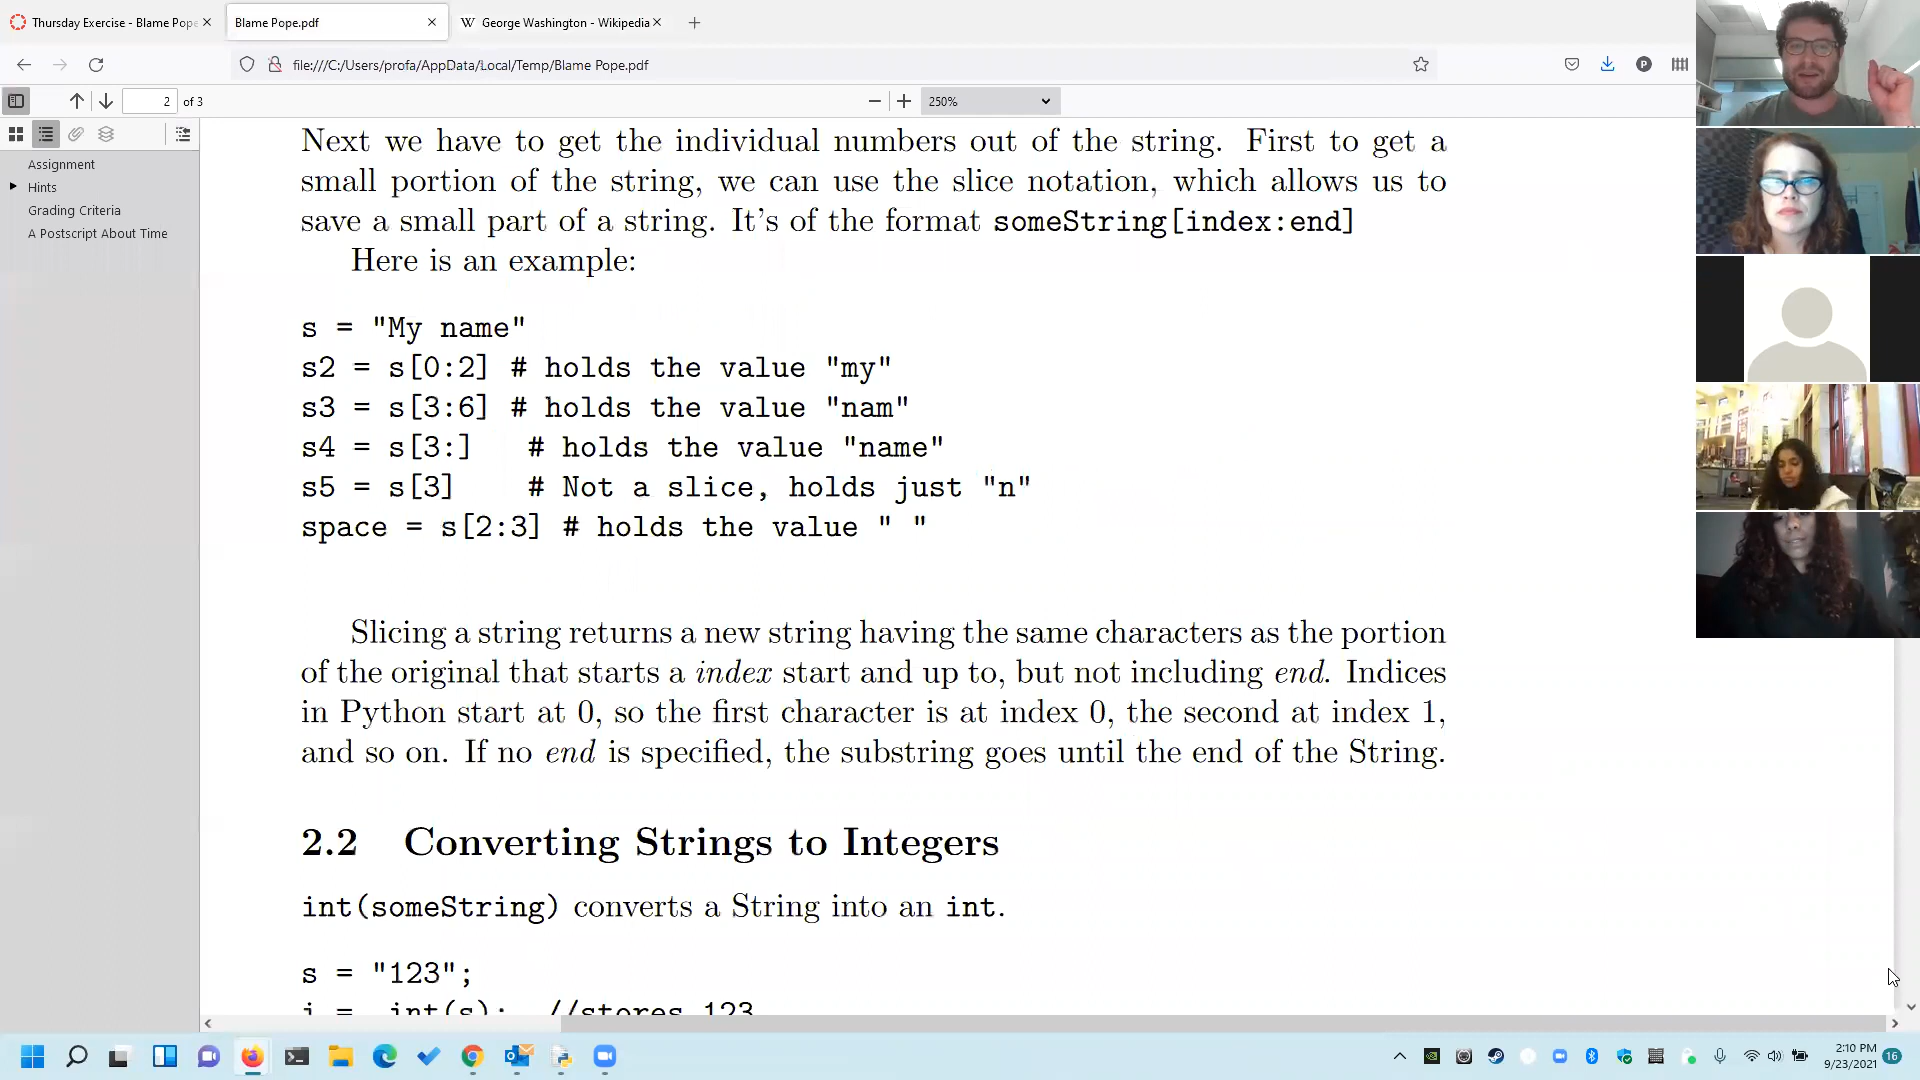 Thursday Exercise - Blame Pope
Blame Pope.pdf
W George Washington - Wikipedia
file:///C:/Users/profa/AppData/Local/Temp/Blame Pope.pdf
P
2 of 3
250%
Assignment
Hints
Grading Criteria
A Postscript About Time
Next we have to get the individual numbers out of the string. First to get a
small portion of the string, we can use the slice notation, which allows us to
save a small part of a string. It's of the format someString[index:end]
Here is an example:
s = "My name"
s2 = s[0:2] # holds the value "my"
s3 = s[3:6] # holds the value "nam"
s4 = s[3:] # holds the value "name"
s5 = s[3] # Not a slice, holds just "n"
space = s[2:3] # holds the value " "
Slicing a string returns a new string having the same characters as the portion
of the original that starts a index start and up to, but not including end. Indices
in Python start at 0, so the first character is at index 0, the second at index 1,
and so on. If no end is specified, the substring goes until the end of the String.
2.2 Converting Strings to Integers
int(someString) converts a String into an int.
s = "123";
i = int(s); //stores 123
2:10 PM
9/23/2021
16